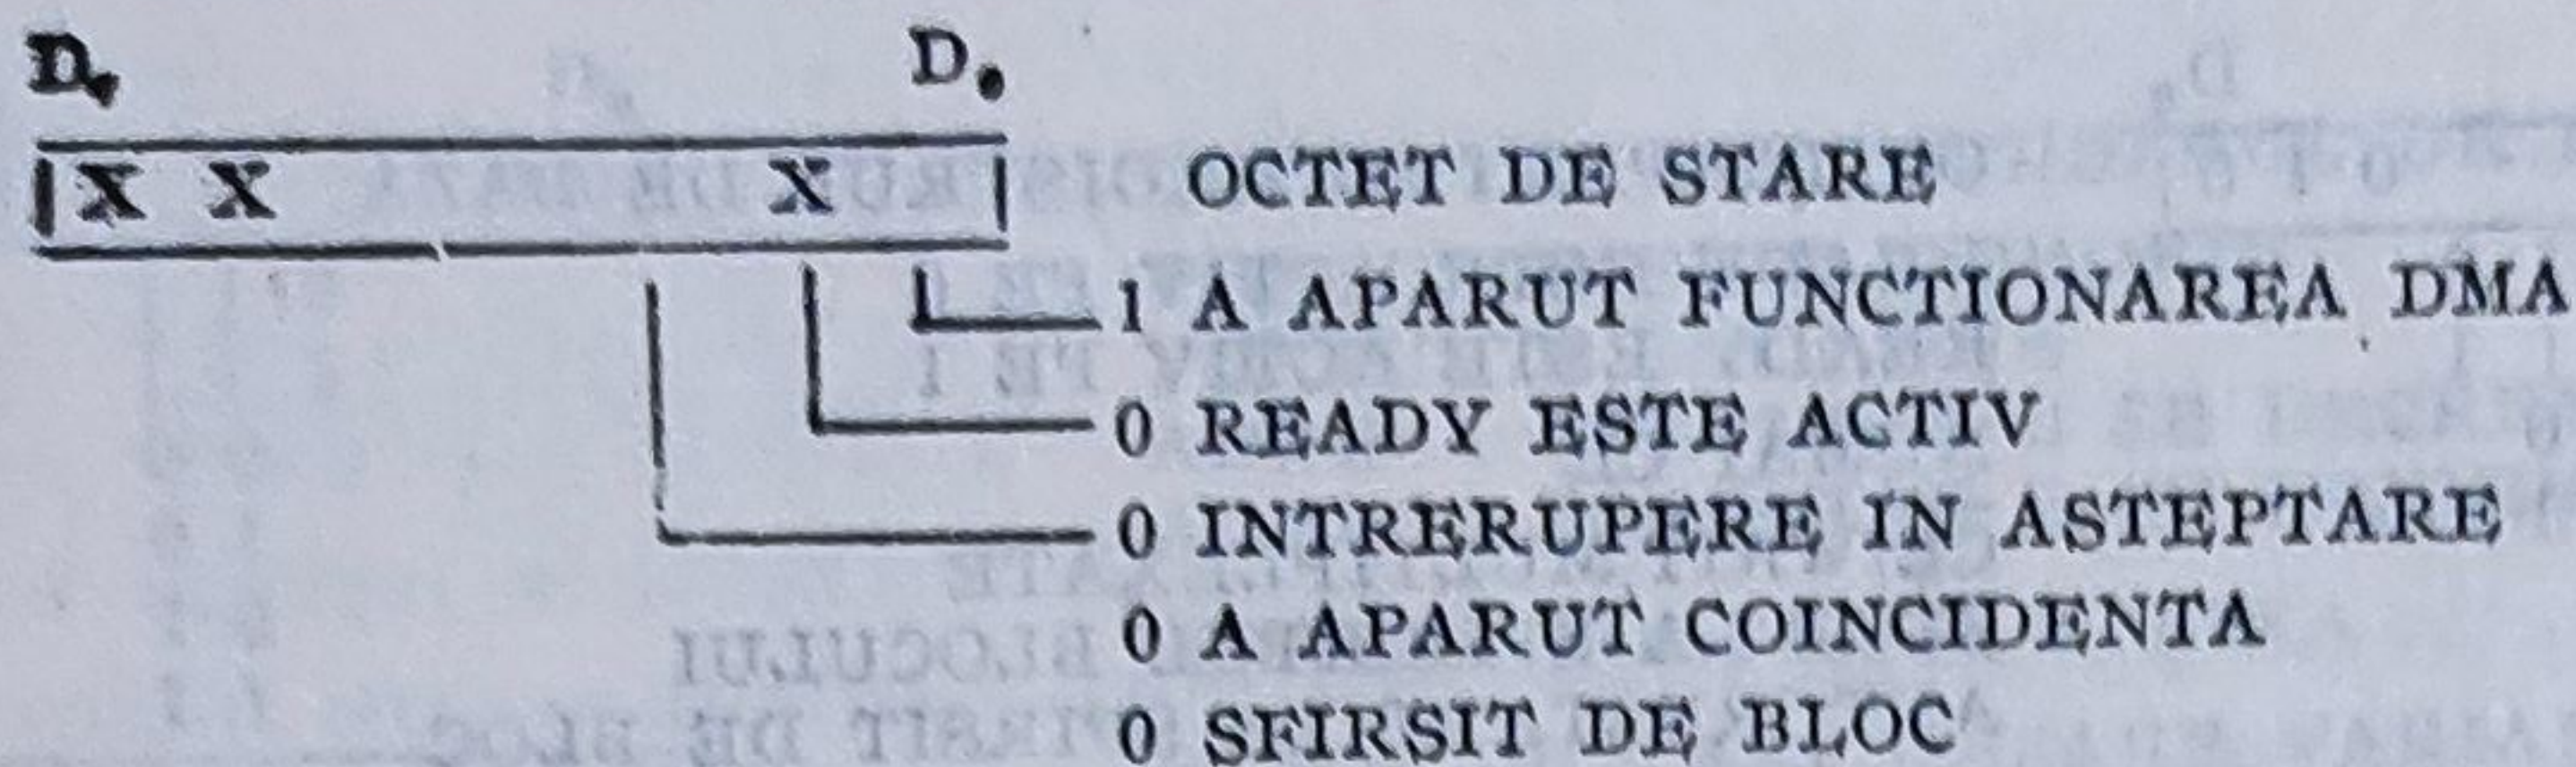 D₇ D₀
X X X OCTET DE STARE
1 A APARUT FUNCTIONAREA DMA
0 READY ESTE ACTIV
0 INTRERUPERE IN ASTEPTARE
0 A APARUT COINCIDENTA
0 SFIRSIT DE BLOC